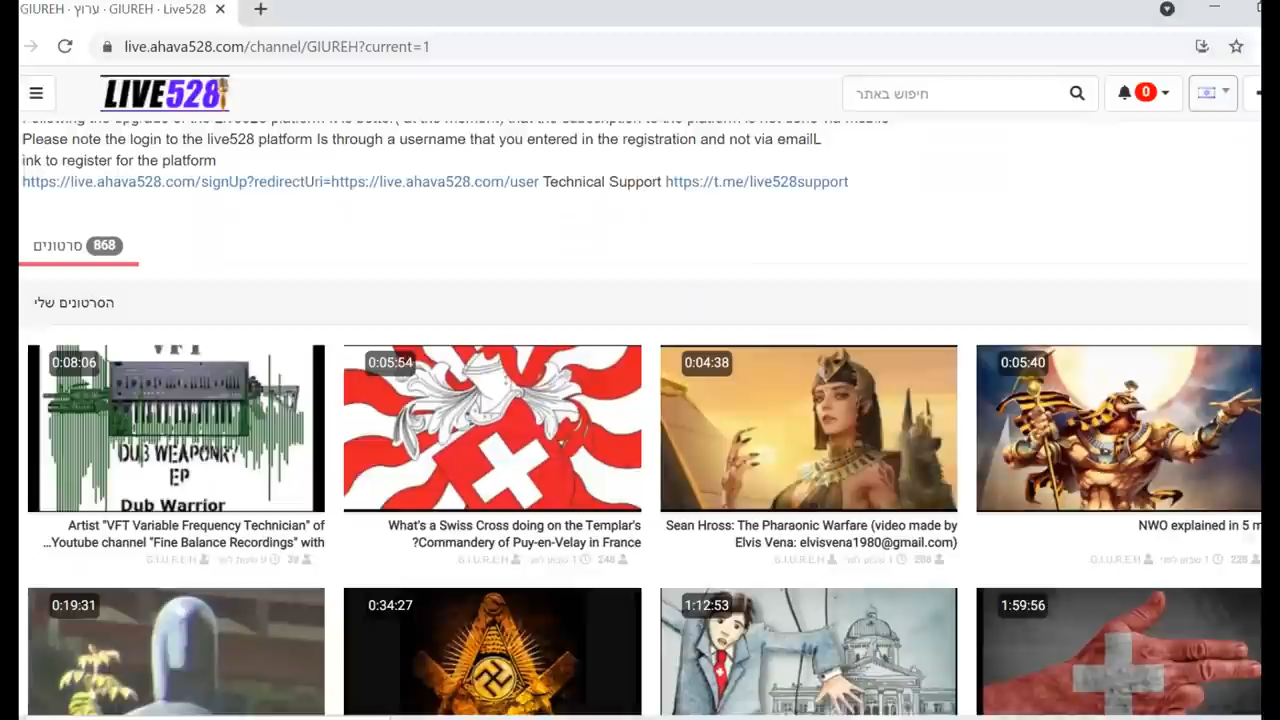 GIUREH · ערוץ · GIUREH - Live528
live.ahava528.com/channel/GIUREH?current=1
LIVE528
חיפוש באתר
0
Please note the login to the live528 platform Is through a username that you entered in the registration and not via emailL
ink to register for the platform
https://live.ahava528.com/signUp?redirectUri=https://live.ahava528.com/user Technical Support https://t.me/live528support
סרטונים 868
הסרטונים שלי
0:08:06
0:05:54
0:04:38
0:05:40
VFT
DUB WEAPONRY
EP
Dub Warrior
Artist "VFT Variable Frequency Technician" of
...Youtube channel "Fine Balance Recordings" with
What's a Swiss Cross doing on the Templar's
?Commandery of Puy-en-Velay in France
Sean Hross: The Pharaonic Warfare (video made by
Elvis Vena: elvisvena1980@gmail.com)
NWO explained in 5 m
G.I.U.R.E.H
G.I.U.R.E.H
G.I.U.R.E.H
G.I.U.R.E.H
0:19:31
0:34:27
1:12:53
1:59:56